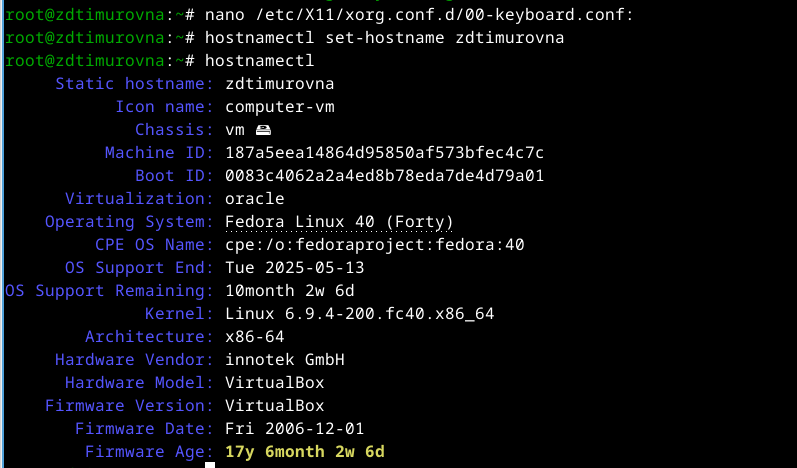 root@zdtimurovna:~# nano /etc/X11/xorg.conf.d/00-keyboard.conf:
root@zdtimurovna:~# hostnamectl set-hostname zdtimurovna
root@zdtimurovna:~# hostnamectl
Static hostname: zdtimurovna
Icon name: computer-vm
Chassis: vm 🖴
Machine ID: 187a5eea14864d95850af573bfec4c7c
Boot ID: 0083c4062a2a4ed8b78eda7de4d79a01
Virtualization: oracle
Operating System: Fedora Linux 40 (Forty)
CPE OS Name: cpe:/o:fedoraproject:fedora:40
OS Support End: Tue 2025-05-13
OS Support Remaining: 10month 2w 6d
Kernel: Linux 6.9.4-200.fc40.x86_64
Architecture: x86-64
Hardware Vendor: innotek GmbH
Hardware Model: VirtualBox
Firmware Version: VirtualBox
Firmware Date: Fri 2006-12-01
Firmware Age: 17y 6month 2w 6d